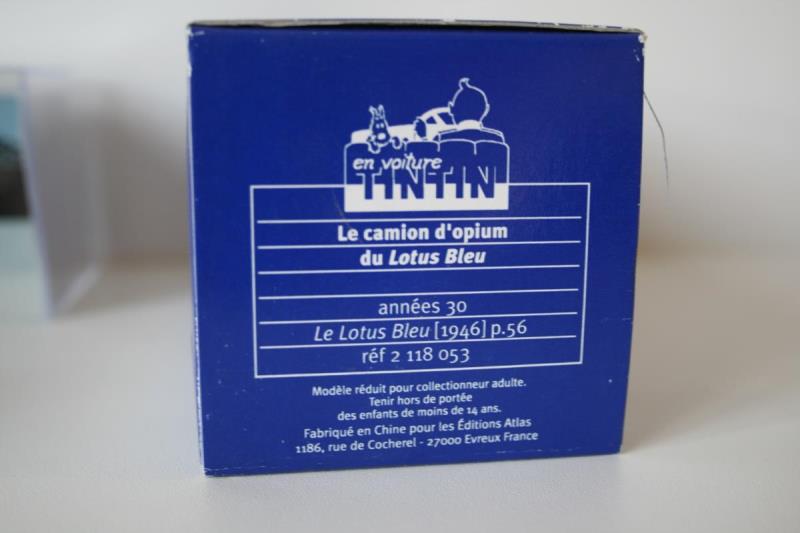 en voiture
TINTIN
Le camion d'opium
du Lotus Bleu
années 30
Le Lotus Bleu [1946] p.56
réf 2 118 053
Modèle réduit pour collectionneur adulte.
Tenir hors de portée
des enfants de moins de 14 ans.
Fabriqué en Chine pour les Éditions Atlas
1186, rue de Cocherel - 27000 Evreux France